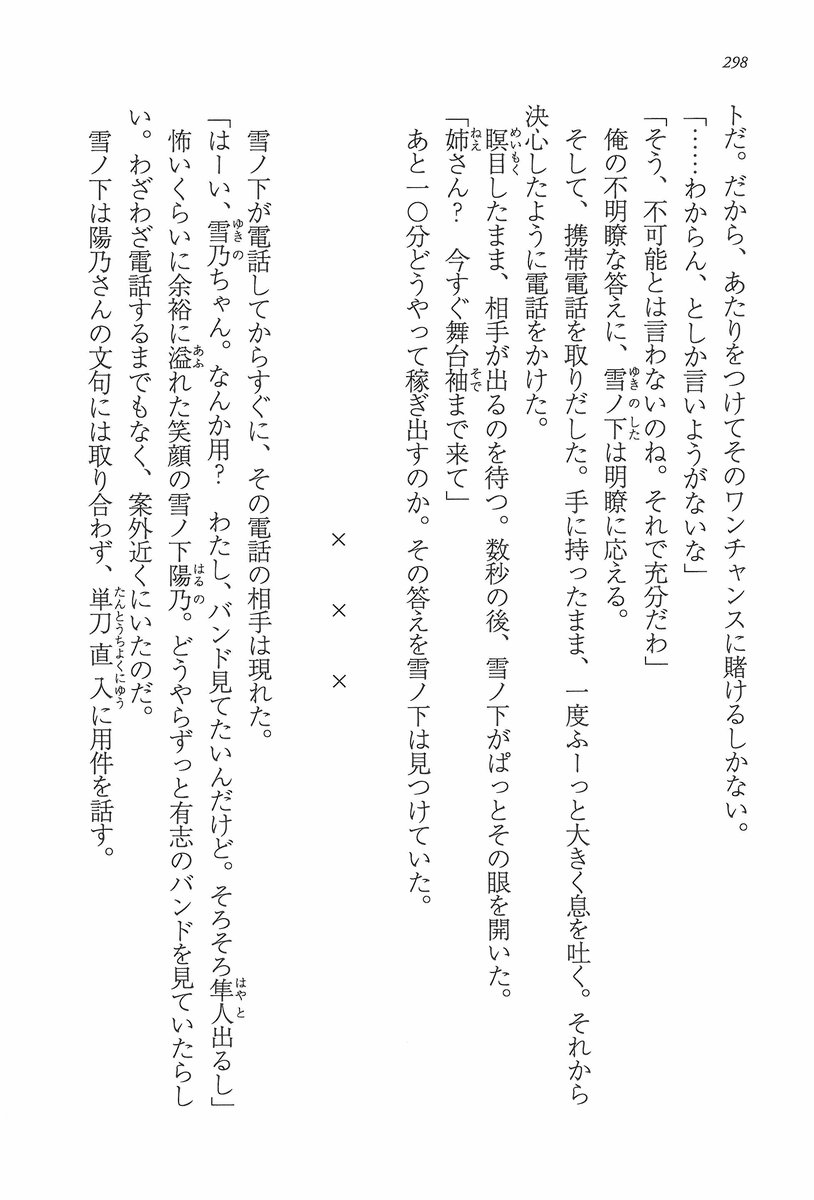 298
トだ。だから、あたりをつけてそのワンチャンスに賭けるしかない。
「……わからん、としか言いようがないな」
「そう、不可能とは言わないのね。それで充分だわ」
俺の不明瞭な答えに、雪ノ下は明瞭に応える。
そして、携帯電話を取りだした。手に持ったまま、一度ふーっと大きく息を吐く。それから
決心したように電話をかけた。
瞑目したまま、相手が出るのを待つ。数秒の後、雪ノ下がぱっとその眼を開いた。
「姉さん？　今すぐ舞台袖まで来て」
あと一〇分どうやって稼ぎ出すのか。その答えを雪ノ下は見つけていた。
×　×　×
雪ノ下が電話してからすぐに、その電話の相手は現れた。
「はーい、雪乃ちゃん。なんか用？　わたし、バンド見てたいんだけど。そろそろ隼人出るし」
怖いくらいに余裕に溢れた笑顔の雪ノ下陽乃。どうやらずっと有志のバンドを見ていたらし
い。わざわざ電話するまでもなく、案外近くにいたのだ。
雪ノ下は陽乃さんの文句には取り合わず、単刀直入に用件を話す。